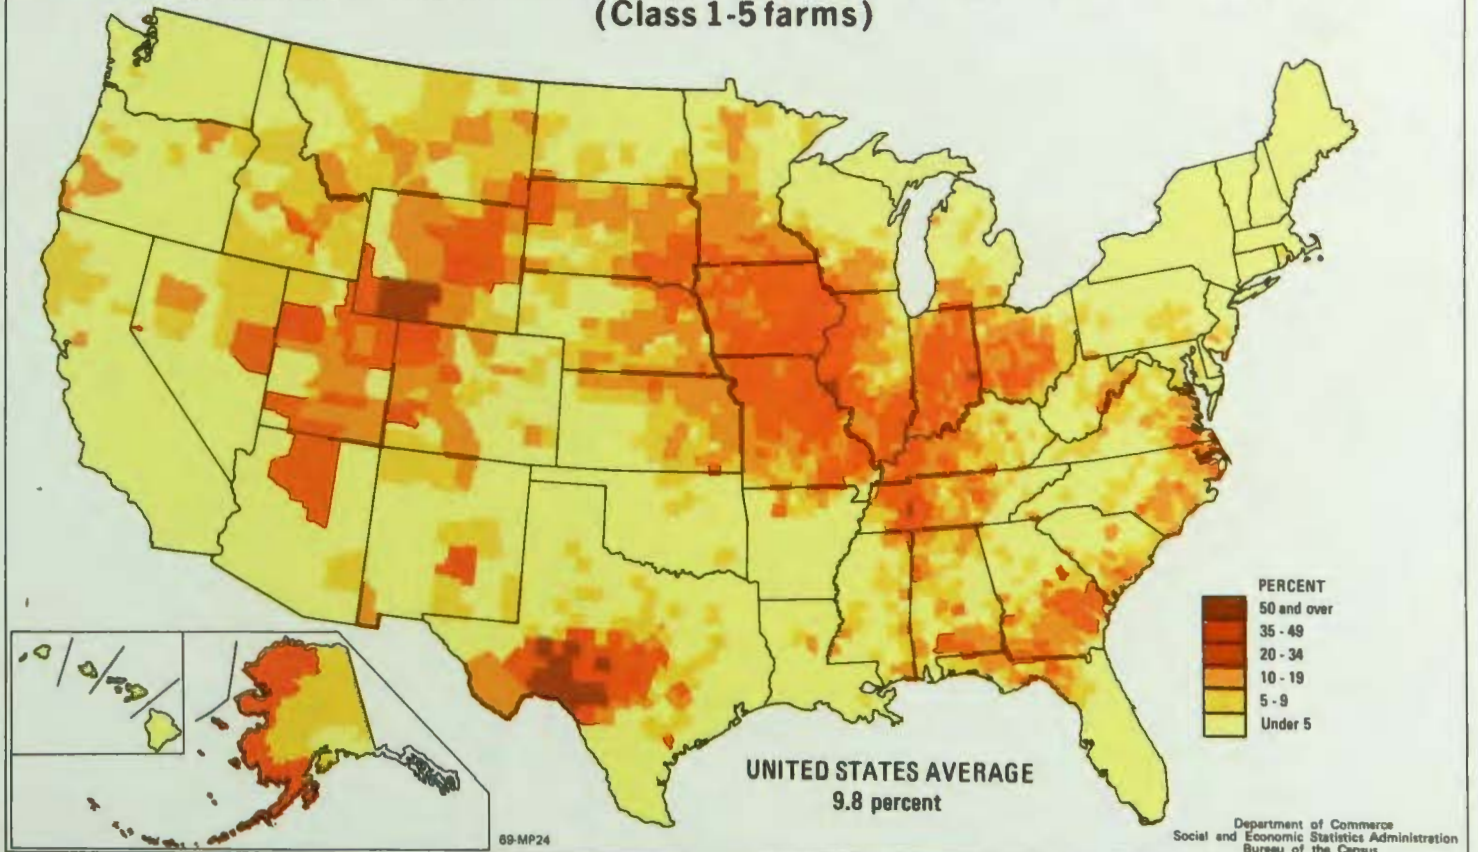 (Class 1-5 farms)
PERCENT
50 and over
35 - 49
20 - 34
10 - 19
5 - 9
Under 5
UNITED STATES AVERAGE
9.8 percent
69-MP24
Department of Commerce
Social and Economic Statistics Administration
Bureau of the Census